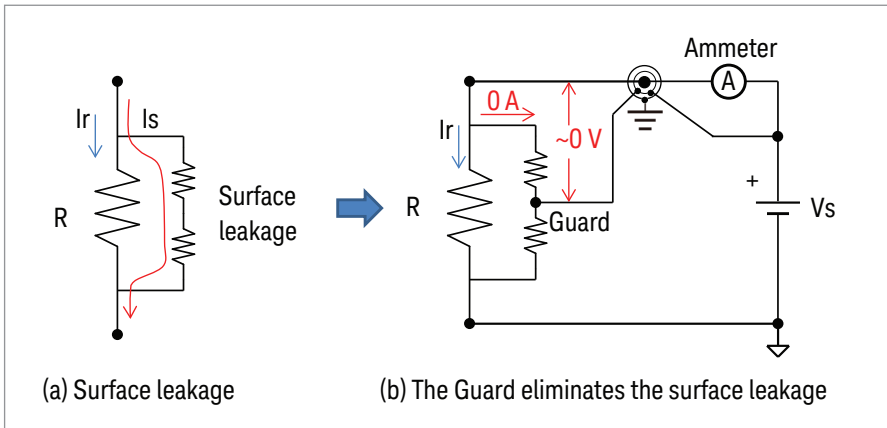 Ammeter
A
0 A
Ir
Is
Ir
~0 V
+
R
Surface
leakage
R
Guard
Vs
(a) Surface leakage
(b) The Guard eliminates the surface leakage